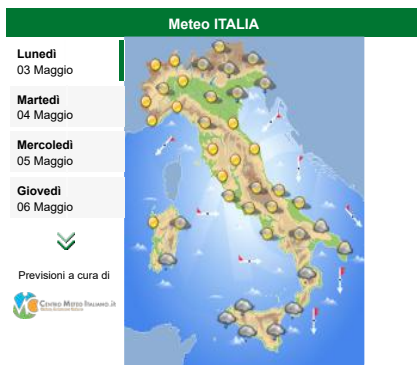 Meteo ITALIA
Lunedì
03 Maggio
Martedì
04 Maggio
Mercoledì
05 Maggio
Giovedì
06 Maggio
Previsioni a cura di
Centro Meteo Italiano.it